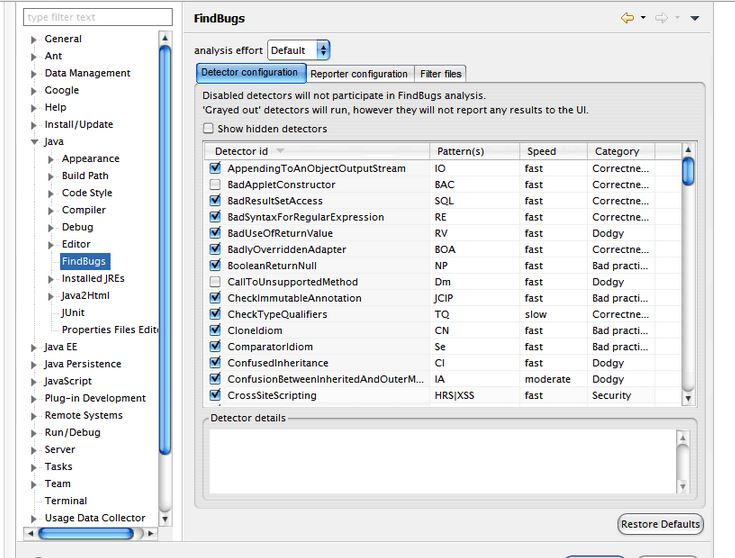 type filter text
General
Ant
Data Management
Google
Help
Install/Update
Java
Appearance
Build Path
Code Style
Compiler
Debug
Editor
FindBugs
Installed JREs
Java2Html
JUnit
Properties Files Edito
Java EE
Java Persistence
JavaScript
Plug-in Development
Remote Systems
Run/Debug
Server
Tasks
Team
Terminal
Usage Data Collector
FindBugs
analysis effort Default
Detector configuration Reporter configuration Filter files
Disabled detectors will not participate in FindBugs analysis.
'Grayed out' detectors will run, however they will not report any results to the UI.
Show hidden detectors
Detector id Pattern(s) Speed Category
AppendingToAnObjectOutputStream IO fast Correctne...
BadAppletConstructor BAC fast Correctne...
BadResultSetAccess SQL fast Correctne...
BadSyntaxForRegularExpression RE fast Correctne...
BadUseOfReturnValue RV fast Dodgy
BadlyOverriddenAdapter BOA fast Correctne...
BooleanReturnNull NP fast Bad practi...
CallToUnsupportedMethod Dm fast Dodgy
CheckImmutableAnnotation JCIP fast Bad practi...
CheckTypeQualifiers TQ slow Correctne...
CloneIdiom CN fast Bad practi...
ComparatorIdiom Se fast Bad practi...
ConfusedInheritance CI fast Dodgy
ConfusionBetweenInheritedAndOuterM... IA moderate Dodgy
CrossSiteScripting HRS|XSS fast Security
Detector details
Restore Defaults